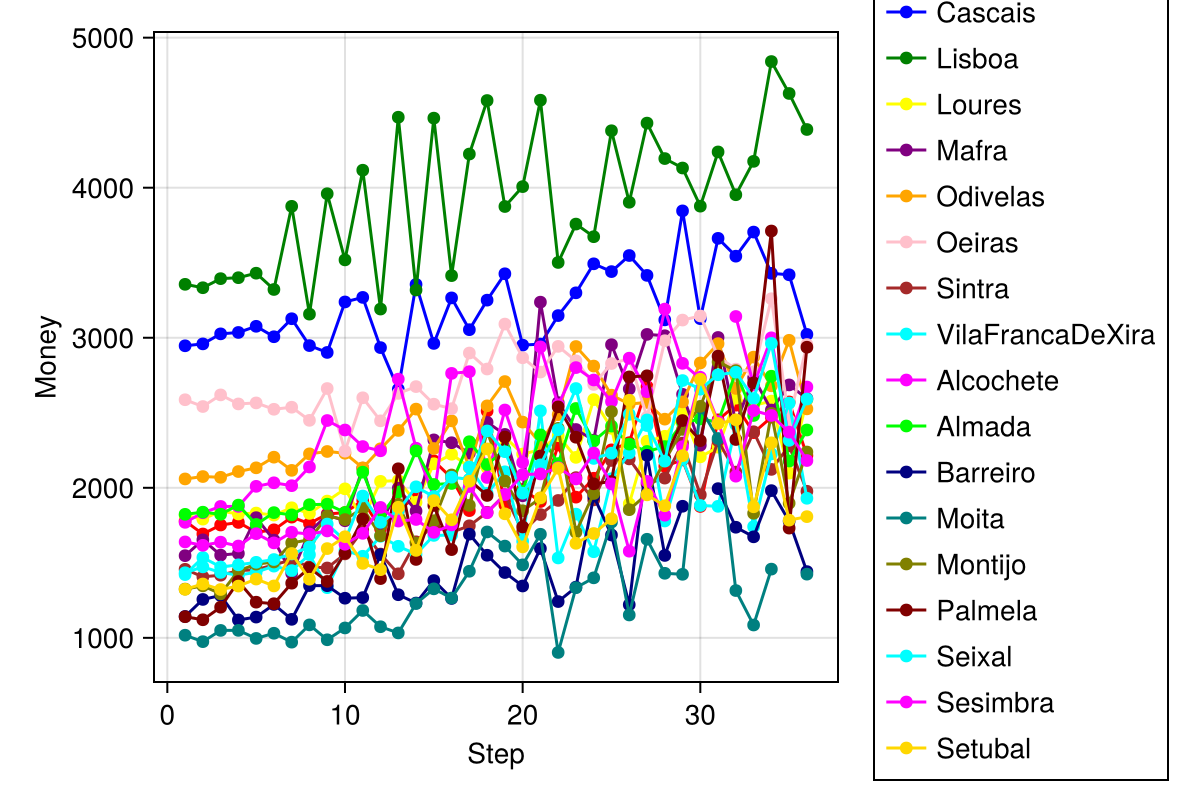 5000
4000
3000
2000
1000
Money
0 10 20 30
Step
Cascais
Lisboa
Loures
Mafra
Odivelas
Oeiras
Sintra
VilaFrancaDeXira
Alcochete
Almada
Barreiro
Moita
Montijo
Palmela
Seixal
Sesimbra
Setubal